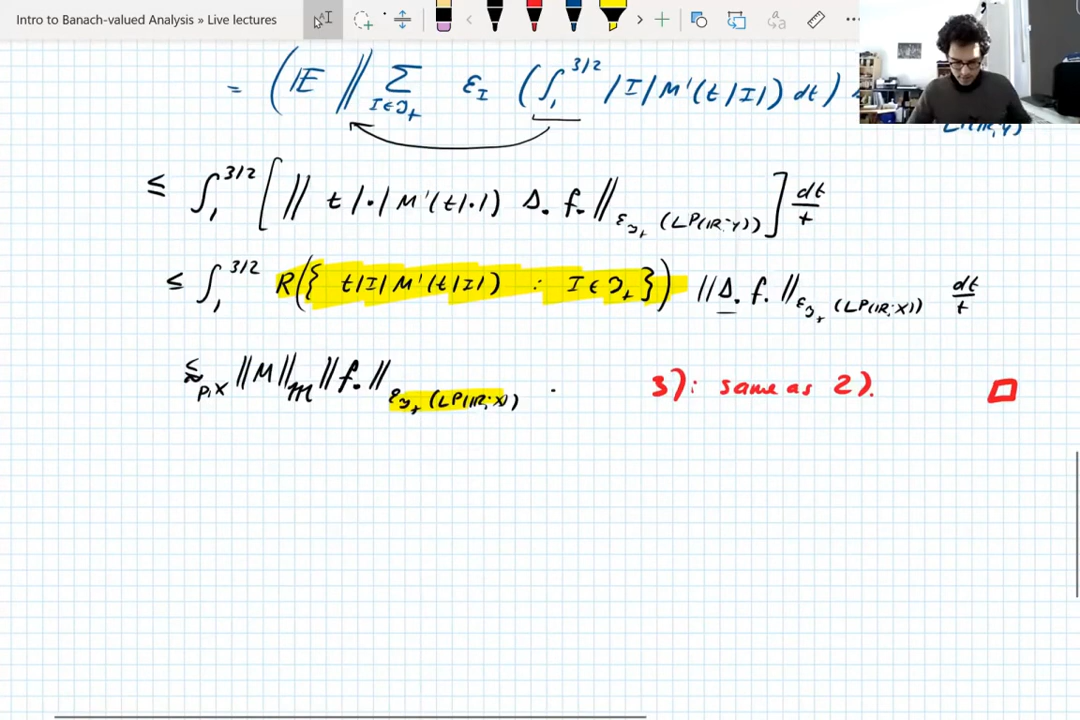 Intro to Banach-valued Analysis » Live lectures
= (𝔼 ‖ ∑_{I∈𝔍₊} ε_I (∫₁^{3/2} |I| M'(t|I|) dt)
≤ ∫₁^{3/2} [‖ t|·| M'(t|·|) Δ. f. ‖_{ε_{𝔍₊}(L^p(ℝ;Y))}] dt/t
≤ ∫₁^{3/2} R({ t|I| M'(t|I|) : I∈𝔍₊ }) ‖Δ. f.‖_{ε_{𝔍₊}(L^p(ℝ;X))} dt/t
≲_{p,X} ‖M‖_𝔐 ‖f.‖_{ε_{𝔍₊}(L^p(ℝ;X))} . 3): same as 2). □